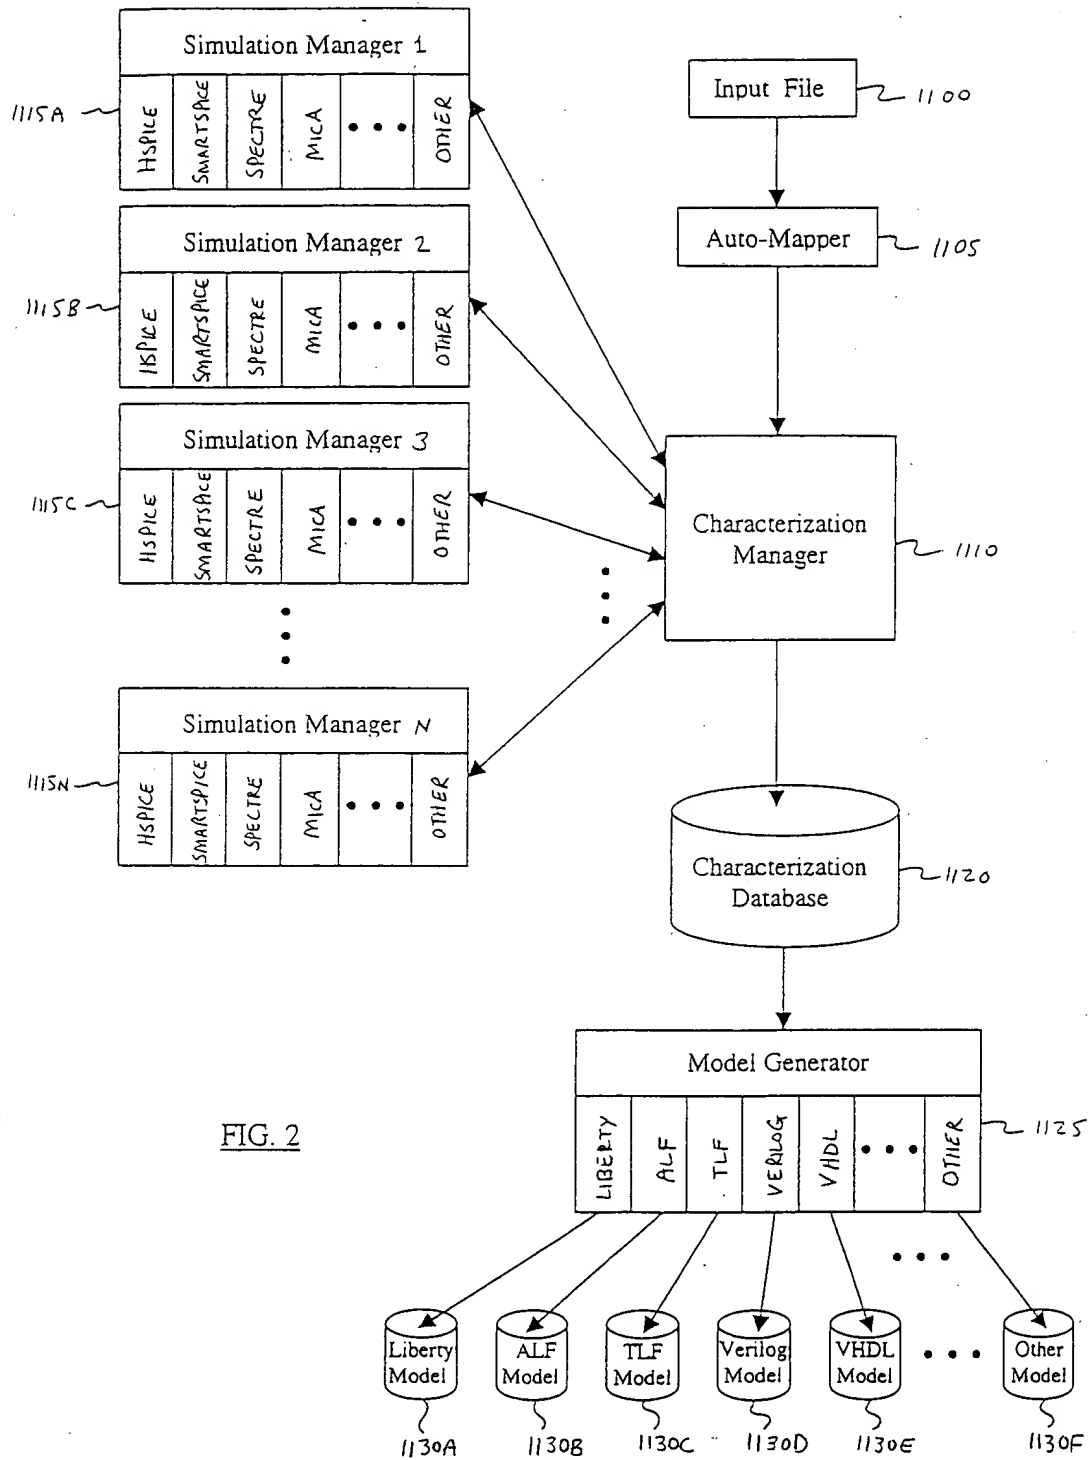 Simulation Manager 1
1115A
HSPICE
SMARTSPICE
SPECTRE
MICA
OTHER
Input File
1100
Auto-Mapper
1105
Simulation Manager 2
1115B
HSPICE
SMARTSPICE
SPECTRE
MICA
OTHER
Simulation Manager 3
1115C
HSPICE
SMARTSPICE
SPECTRE
MICA
OTHER
Characterization
Manager
1110
Simulation Manager N
1115N
HSPICE
SMARTSPICE
SPECTRE
MICA
OTHER
Characterization
Database
1120
Model Generator
1125
LIBERTY
ALF
TLF
VERILOG
VHDL
OTHER
FIG. 2
Liberty
Model
ALF
Model
TLF
Model
Verilog
Model
VHDL
Model
Other
Model
1130A
1130B
1130C
1130D
1130E
1130F